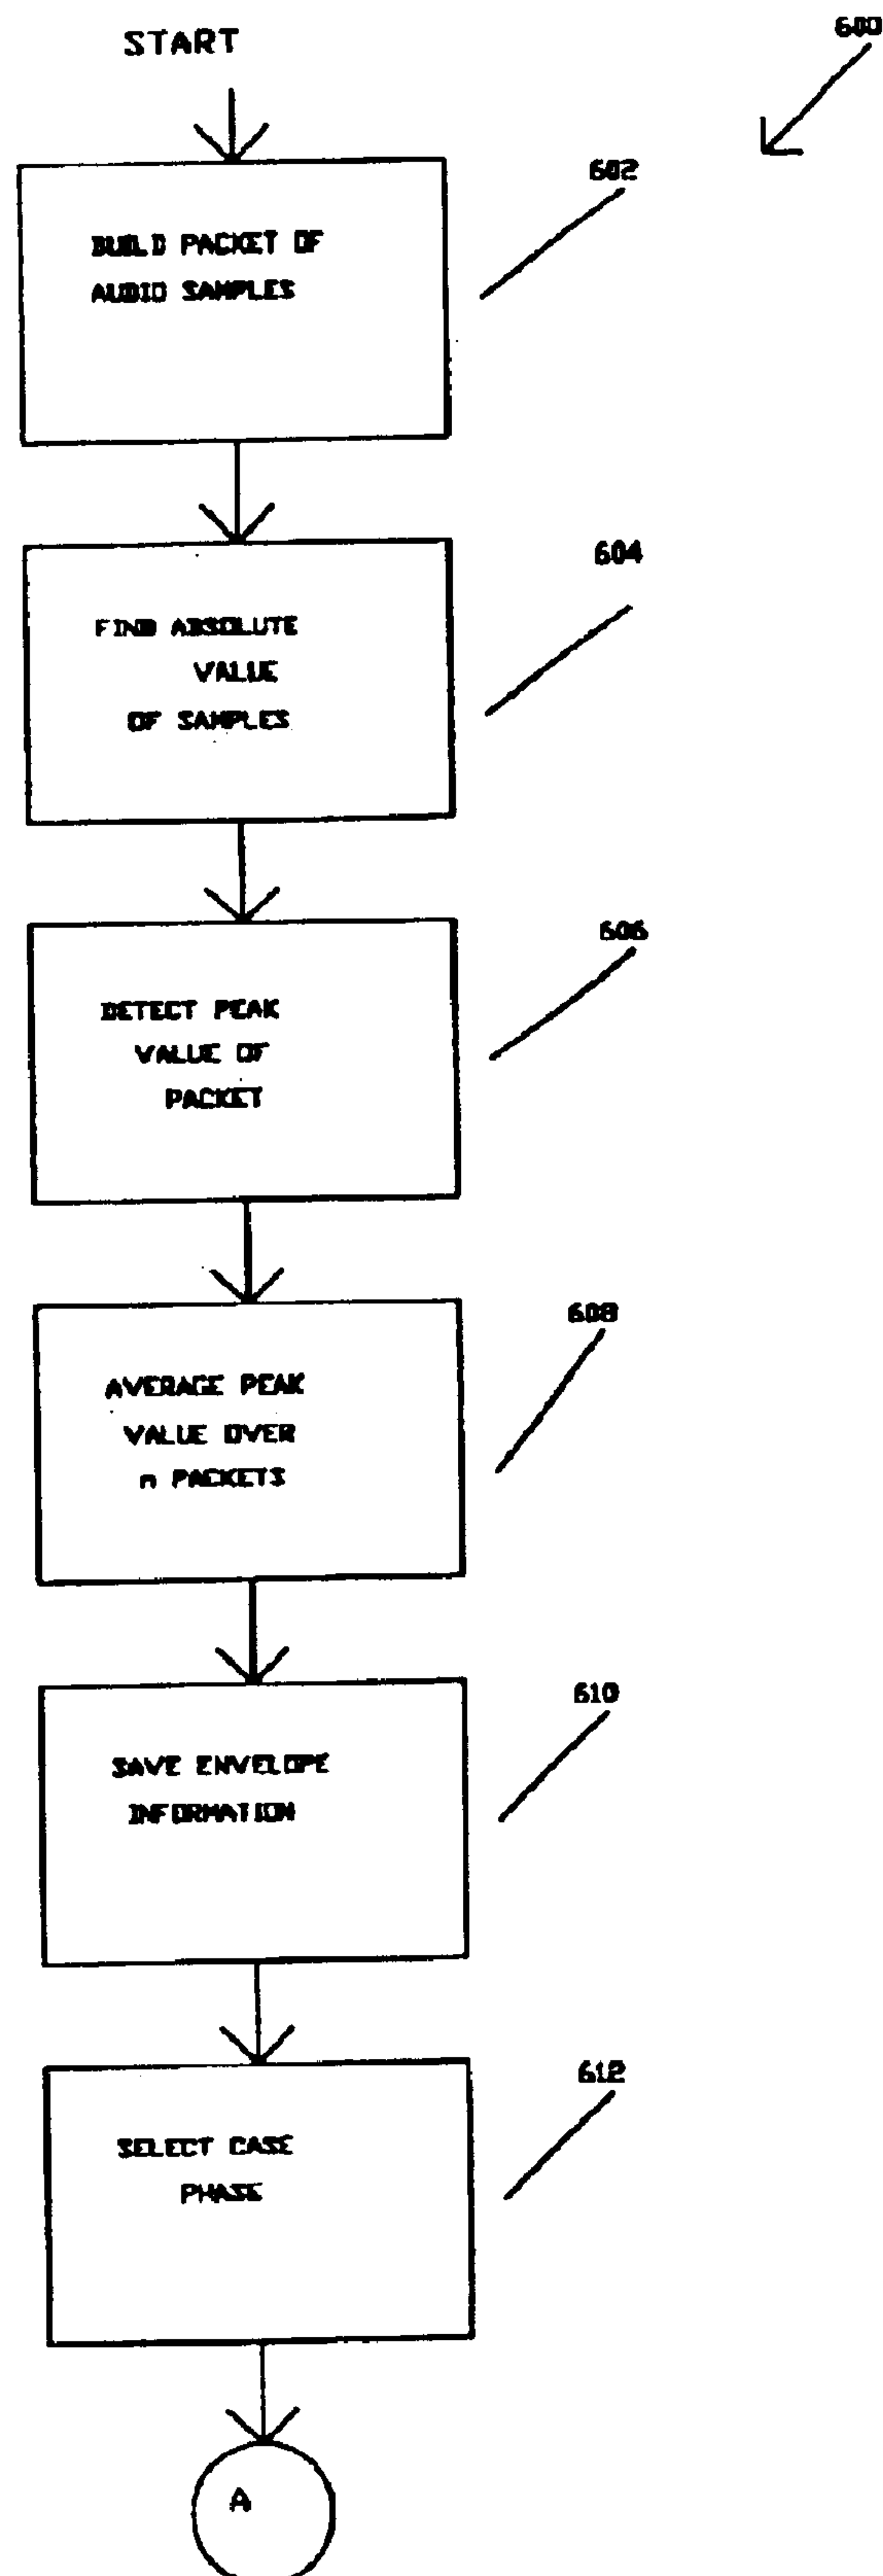 START
600
602
BUILD PACKET OF
AUDIO SAMPLES
604
FIND ABSOLUTE
VALUE
OF SAMPLES
606
DETECT PEAK
VALUE OF
PACKET
608
AVERAGE PEAK
VALUE OVER
n PACKETS
610
SAVE ENVELOPE
INFORMATION
612
SELECT CASE
PHASE
A